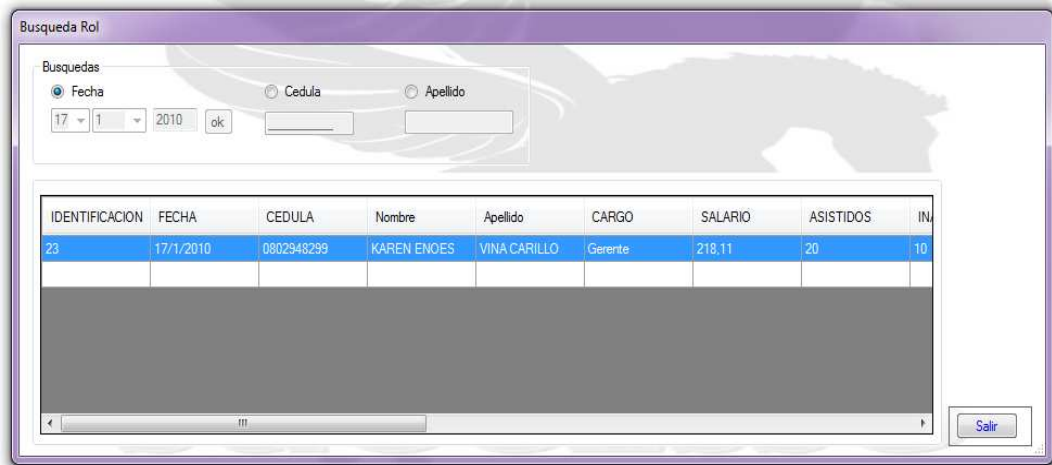 Busqueda Rol
Busquedas
Fecha Cedula Apellido
17 1 2010 ok
IDENTIFICACION FECHA CEDULA Nombre Apellido CARGO SALARIO ASISTIDOS INA
23 17/1/2010 0802948299 KAREN ENOES VINA CARILLO Gerente 218,11 20 10
Salir